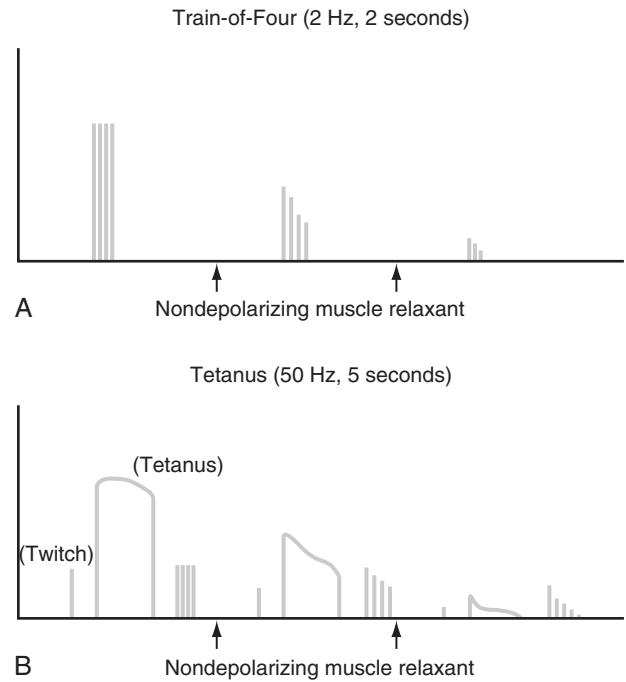 Train-of-Four (2 Hz, 2 seconds)
A
Nondepolarizing muscle relaxant
Tetanus (50 Hz, 5 seconds)
(Tetanus)
(Twitch)
B
Nondepolarizing muscle relaxant